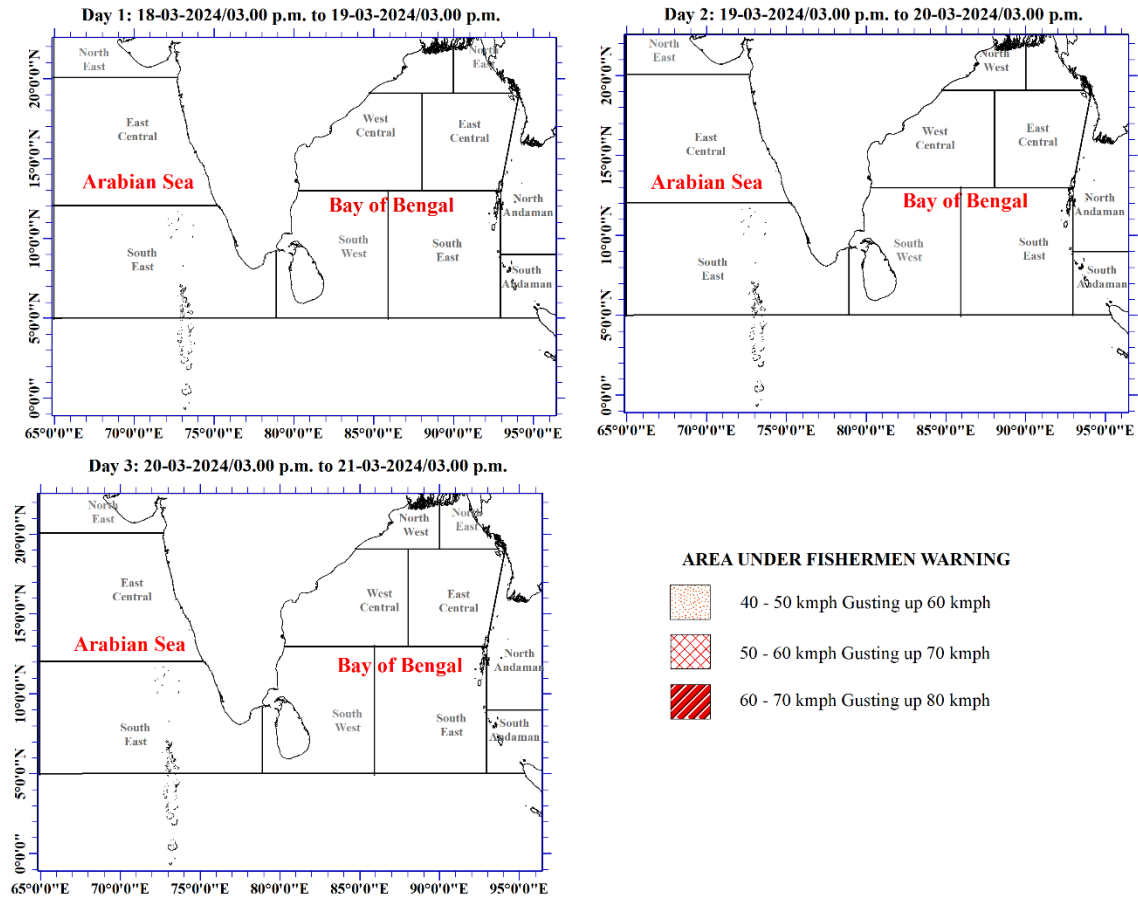 Day 1: 18-03-2024/03.00 p.m. to 19-03-2024/03.00 p.m.
North
East
North
East
20°0'0"N
East
Central
West
Central
East
Central
15°0'0"N
Arabian Sea
Bay of Bengal
North
Andaman
10°0'0"N
South
East
South
West
South
East
South
Andaman
5°0'0"N
0°0'0"
65°0'0"E 70°0'0"E 75°0'0"E 80°0'0"E 85°0'0"E 90°0'0"E 95°0'0"E
Day 2: 19-03-2024/03.00 p.m. to 20-03-2024/03.00 p.m.
North
East
North
West
20°0'0"N
East
Central
West
Central
East
Central
15°0'0"N
Arabian Sea
Bay of Bengal
North
Andaman
10°0'0"N
South
East
South
West
South
East
South
Andaman
5°0'0"N
0°0'0"
65°0'0"E 70°0'0"E 75°0'0"E 80°0'0"E 85°0'0"E 90°0'0"E 95°0'0"E
Day 3: 20-03-2024/03.00 p.m. to 21-03-2024/03.00 p.m.
North
East
North
West
North
East
20°0'0"N
East
Central
West
Central
East
Central
15°0'0"N
Arabian Sea
Bay of Bengal
North
Andaman
10°0'0"N
South
East
South
West
South
East
South
Andaman
5°0'0"N
0°0'0"
65°0'0"E 70°0'0"E 75°0'0"E 80°0'0"E 85°0'0"E 90°0'0"E 95°0'0"E
AREA UNDER FISHERMEN WARNING
40 - 50 kmph Gusting up 60 kmph
50 - 60 kmph Gusting up 70 kmph
60 - 70 kmph Gusting up 80 kmph